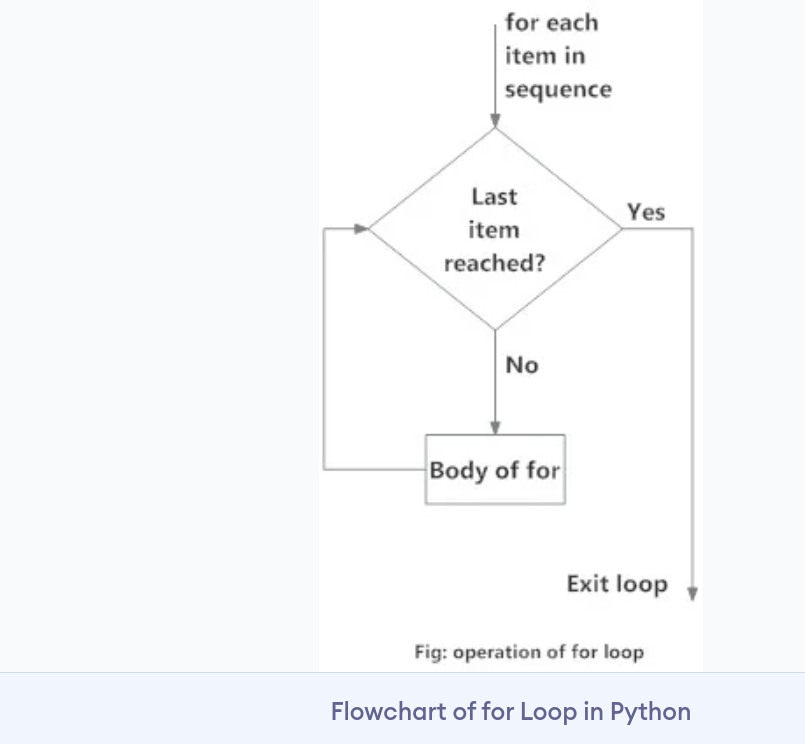 for each
item in
sequence
Last
item
reached?
Yes
No
Body of for
Exit loop
Fig: operation of for loop
Flowchart of for Loop in Python